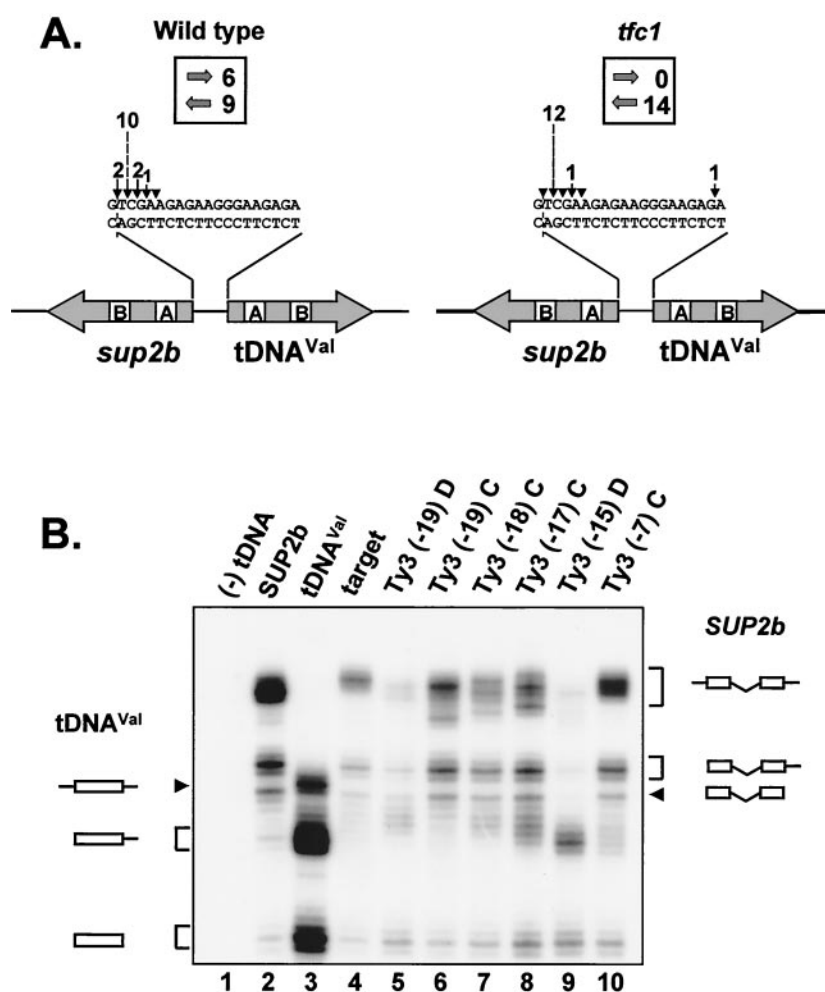 A.
Wild type
6
9
10
2 2 1
GTCGAAGAGAAGGGAAGAGA
CAGCTTCTCTTCCCTTCTCT
B A A B
sup2b tDNAVal
tfc1
0
14
12
1 1
GTCGAAGAGAAGGGAAGAGA
CAGCTTCTCTTCCCTTCTCT
B A A B
sup2b tDNAVal
B.
(-) tDNA
SUP2b
tDNAVal
target
Ty3 (-19) D
Ty3 (-19) C
Ty3 (-18) C
Ty3 (-17) C
Ty3 (-15) D
Ty3 (-7) C
tDNAVal
SUP2b
1 2 3 4 5 6 7 8 9 10